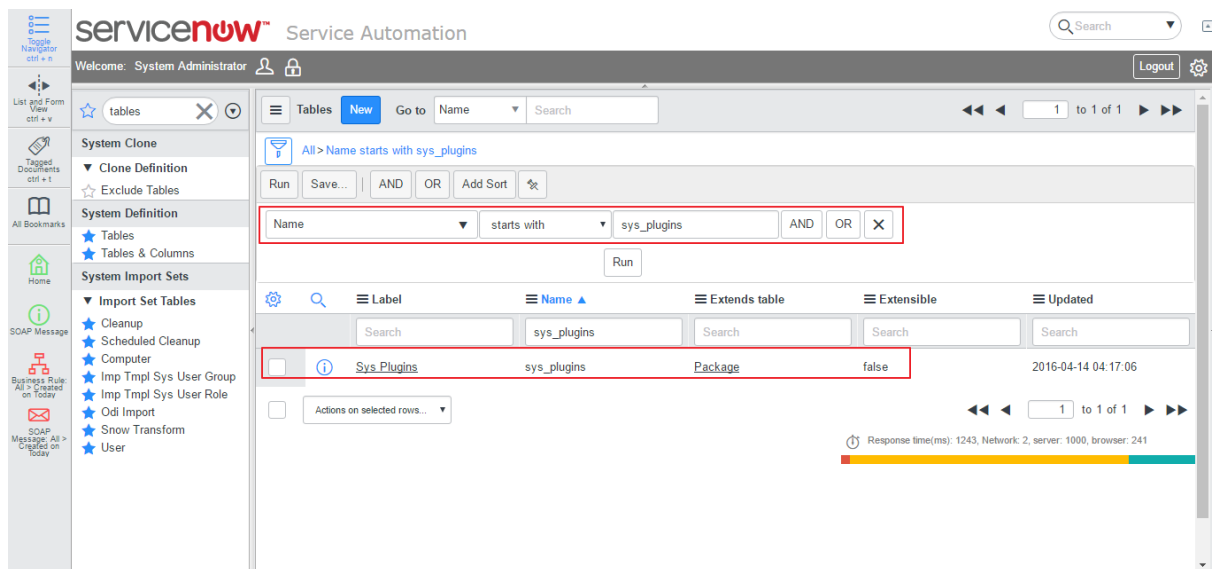 servicenow™ Service Automation
Search
Toggle
Navigator
ctrl + n
Welcome: System Administrator
Logout
List and Form
View
ctrl + v
tables
Tables New Go to Name Search
1 to 1 of 1
Tagged
Documents
ctrl + t
All Bookmarks
Home
SOAP Message
Business Rule:
All > Created
on Today
SOAP
Message: All >
Created on
Today
System Clone
Clone Definition
Exclude Tables
System Definition
Tables
Tables & Columns
System Import Sets
Import Set Tables
Cleanup
Scheduled Cleanup
Computer
Imp Tmpl Sys User Group
Imp Tmpl Sys User Role
Odi Import
Snow Transform
User
All > Name starts with sys_plugins
Run Save... AND OR Add Sort
Name starts with sys_plugins AND OR
Run
Label Name Extends table Extensible Updated
Search sys_plugins Search Search Search
Sys Plugins sys_plugins Package false 2016-04-14 04:17:06
Actions on selected rows... 1 to 1 of 1
Response time(ms): 1243, Network: 2, server: 1000, browser: 241